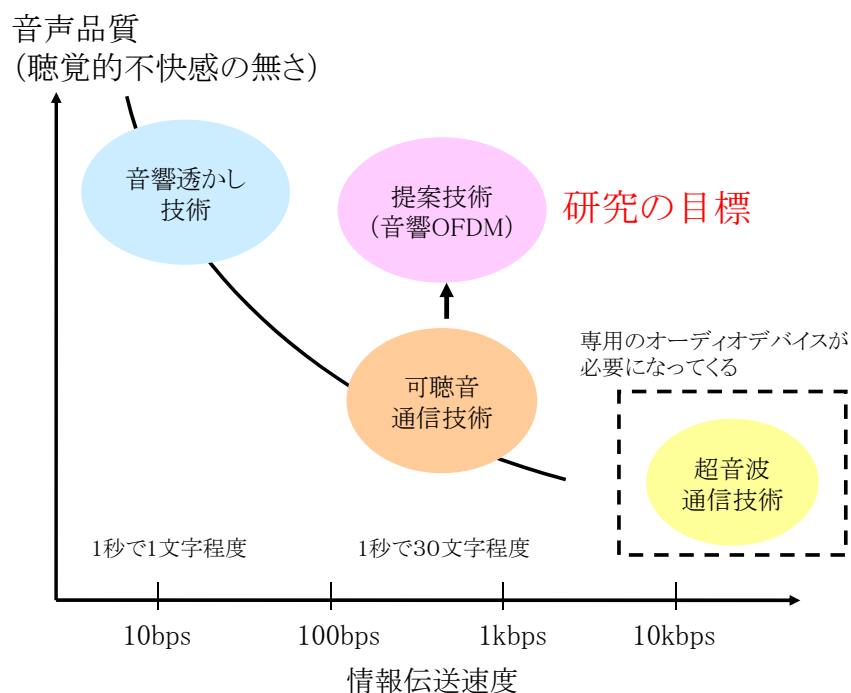 音声品質
（聴覚的不快感の無さ）
音響透かし
技術
提案技術
（音響OFDM）
研究の目標
専用のオーディオデバイスが
必要になってくる
可聴音
通信技術
超音波
通信技術
1秒で1文字程度
1秒で30文字程度
10bps
100bps
1kbps
10kbps
情報伝送速度